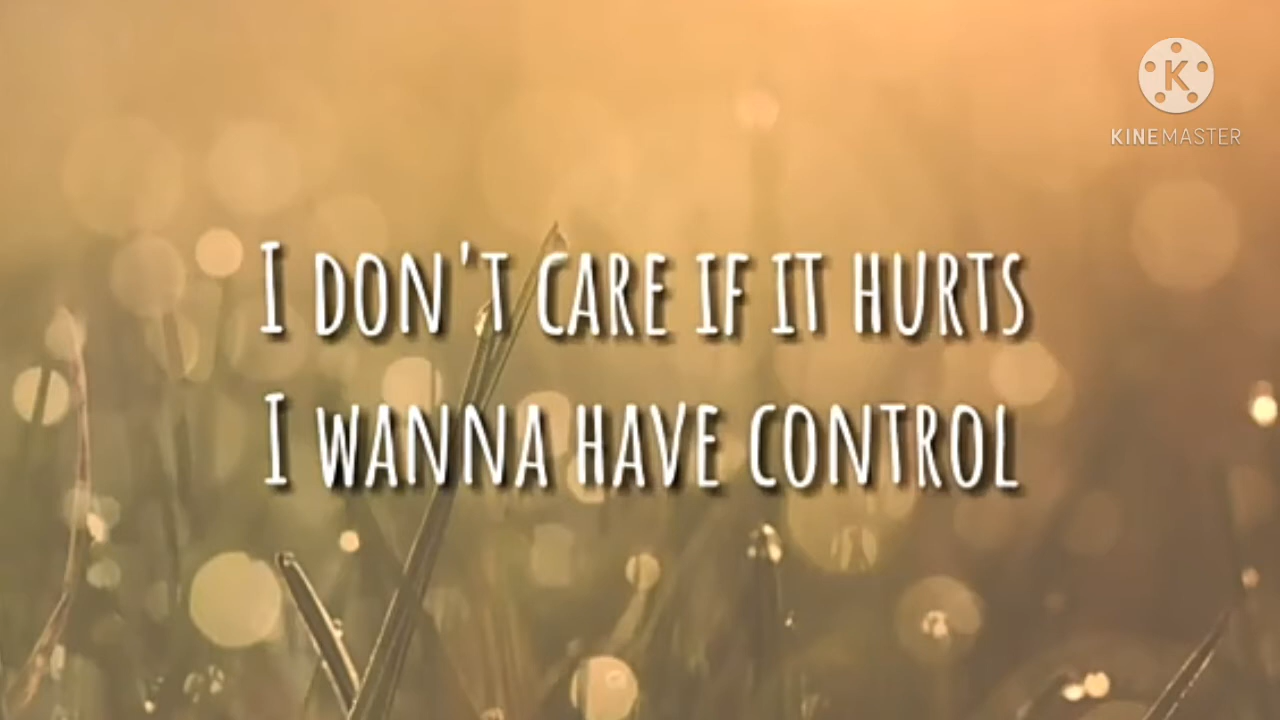 K
KINEMASTER
I DON'T CARE IF IT HURTS
I WANNA HAVE CONTROL